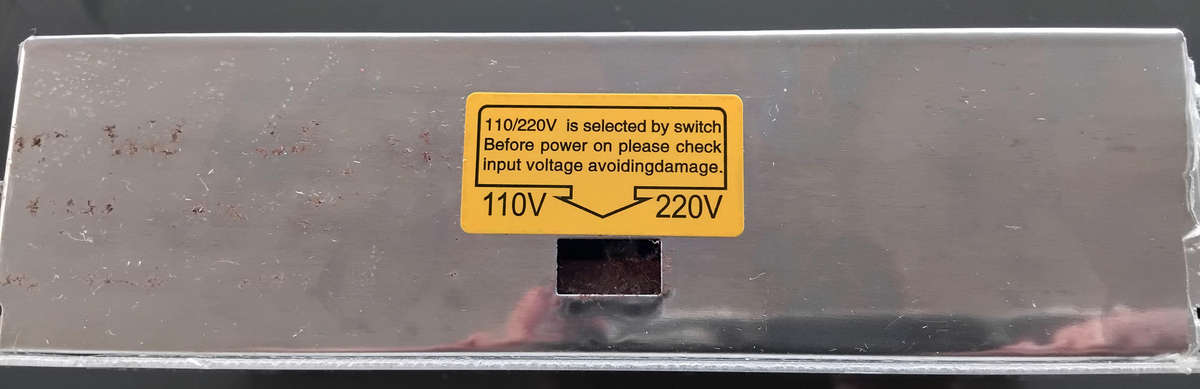 110/220V is selected by switch
Before power on please check
input voltage avoidingdamage.
110V 220V